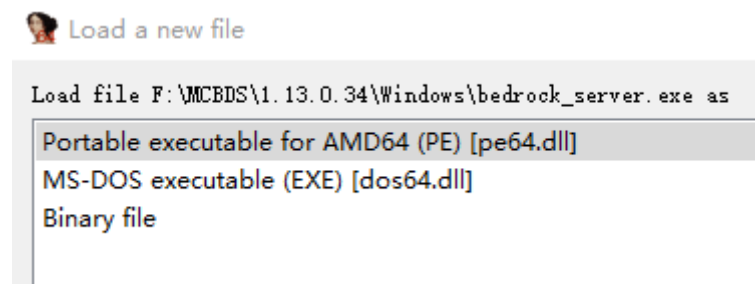 Load a new file
Load file F:\MCBDS\1.13.0.34\Windows\bedrock_server.exe as
Portable executable for AMD64 (PE) [pe64.dll]
MS-DOS executable (EXE) [dos64.dll]
Binary file